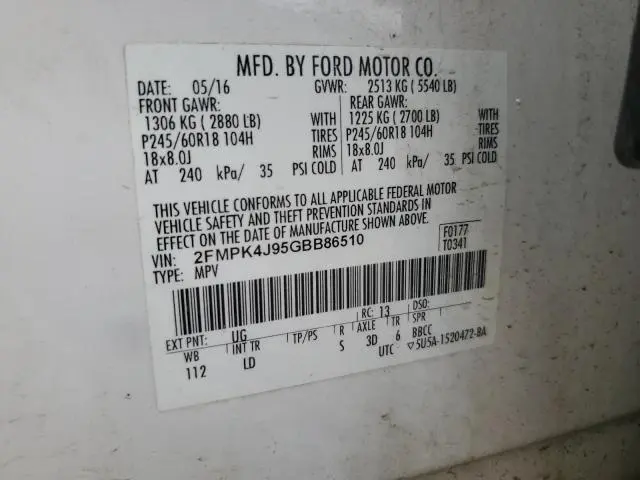 MFD. BY FORD MOTOR CO.
DATE: 05/16 GVWR: 2513 KG ( 5540 LB)
FRONT GAWR: REAR GAWR:
1306 KG ( 2880 LB) WITH 1225 KG ( 2700 LB) WITH
P245/60R18 104H TIRES P245/60R18 104H TIRES
18x8.0J RIMS 18x8.0J RIMS
AT 240 kPa/ 35 PSI COLD AT 240 kPa/ 35 PSI COLD
THIS VEHICLE CONFORMS TO ALL APPLICABLE FEDERAL MOTOR
VEHICLE SAFETY AND THEFT PREVENTION STANDARDS IN
EFFECT ON THE DATE OF MANUFACTURE SHOWN ABOVE.
VIN: 2FMPK4J95GBB86510 F0177
TYPE: MPV T0341
EXT PNT: UG RC: 13 DSO:
WB INT TR TP/PS R AXLE TR SPR
112 LD S 3D 6 BBCC
UTC ▽5U5A-1520472-BA